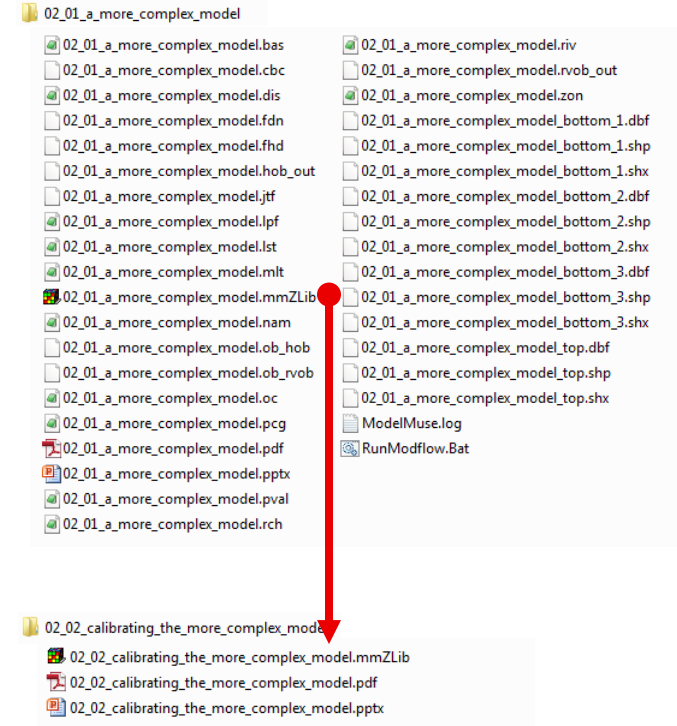 02_01_a_more_complex_model
02_01_a_more_complex_model.bas
02_01_a_more_complex_model.cbc
02_01_a_more_complex_model.dis
02_01_a_more_complex_model.fdn
02_01_a_more_complex_model.fhd
02_01_a_more_complex_model.hob_out
02_01_a_more_complex_model.jtf
02_01_a_more_complex_model.lpf
02_01_a_more_complex_model.lst
02_01_a_more_complex_model.mlt
02_01_a_more_complex_model.mmZLib
02_01_a_more_complex_model.nam
02_01_a_more_complex_model.ob_hob
02_01_a_more_complex_model.ob_rvob
02_01_a_more_complex_model.oc
02_01_a_more_complex_model.pcg
02_01_a_more_complex_model.pdf
02_01_a_more_complex_model.pptx
02_01_a_more_complex_model.pval
02_01_a_more_complex_model.rch
02_01_a_more_complex_model.riv
02_01_a_more_complex_model.rvob_out
02_01_a_more_complex_model.zon
02_01_a_more_complex_model_bottom_1.dbf
02_01_a_more_complex_model_bottom_1.shp
02_01_a_more_complex_model_bottom_1.shx
02_01_a_more_complex_model_bottom_2.dbf
02_01_a_more_complex_model_bottom_2.shp
02_01_a_more_complex_model_bottom_2.shx
02_01_a_more_complex_model_bottom_3.dbf
02_01_a_more_complex_model_bottom_3.shp
02_01_a_more_complex_model_bottom_3.shx
02_01_a_more_complex_model_top.dbf
02_01_a_more_complex_model_top.shp
02_01_a_more_complex_model_top.shx
ModelMuse.log
RunModflow.Bat
02_02_calibrating_the_more_complex_model
02_02_calibrating_the_more_complex_model.mmZLib
02_02_calibrating_the_more_complex_model.pdf
02_02_calibrating_the_more_complex_model.pptx